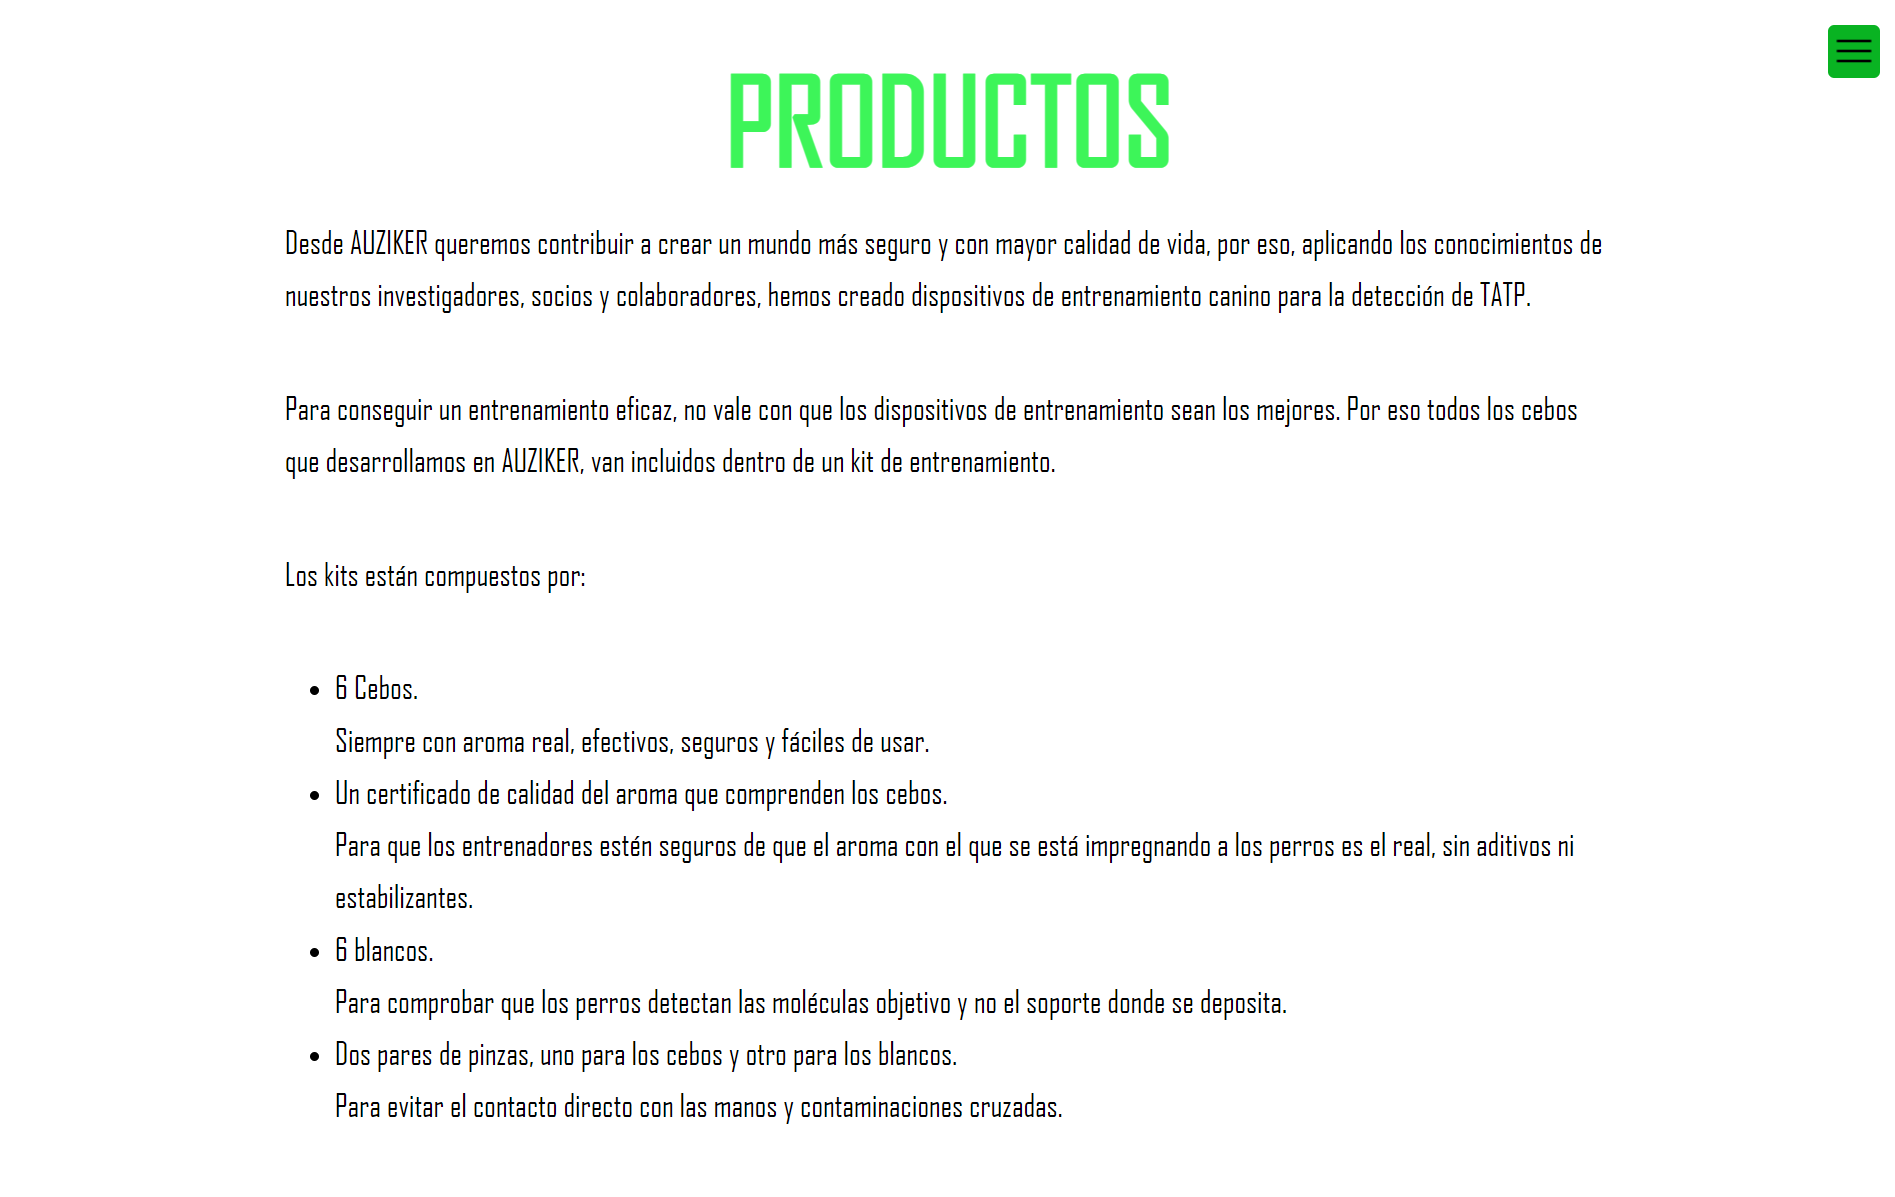 PRODUCTOS
Desde AUZIKER queremos contribuir a crear un mundo más seguro y con mayor calidad de vida, por eso, aplicando los conocimientos de
nuestros investigadores, socios y colaboradores, hemos creado dispositivos de entrenamiento canino para la detección de TATP.
Para conseguir un entrenamiento eficaz, no vale con que los dispositivos de entrenamiento sean los mejores. Por eso todos los cebos
que desarrollamos en AUZIKER, van incluidos dentro de un kit de entrenamiento.
Los kits están compuestos por:
• 6 Cebos.
Siempre con aroma real, efectivos, seguros y fáciles de usar.
• Un certificado de calidad del aroma que comprenden los cebos.
Para que los entrenadores estén seguros de que el aroma con el que se está impregnando a los perros es el real, sin aditivos ni
estabilizantes.
• 6 blancos.
Para comprobar que los perros detectan las moléculas objetivo y no el soporte donde se deposita.
• Dos pares de pinzas, uno para los cebos y otro para los blancos.
Para evitar el contacto directo con las manos y contaminaciones cruzadas.